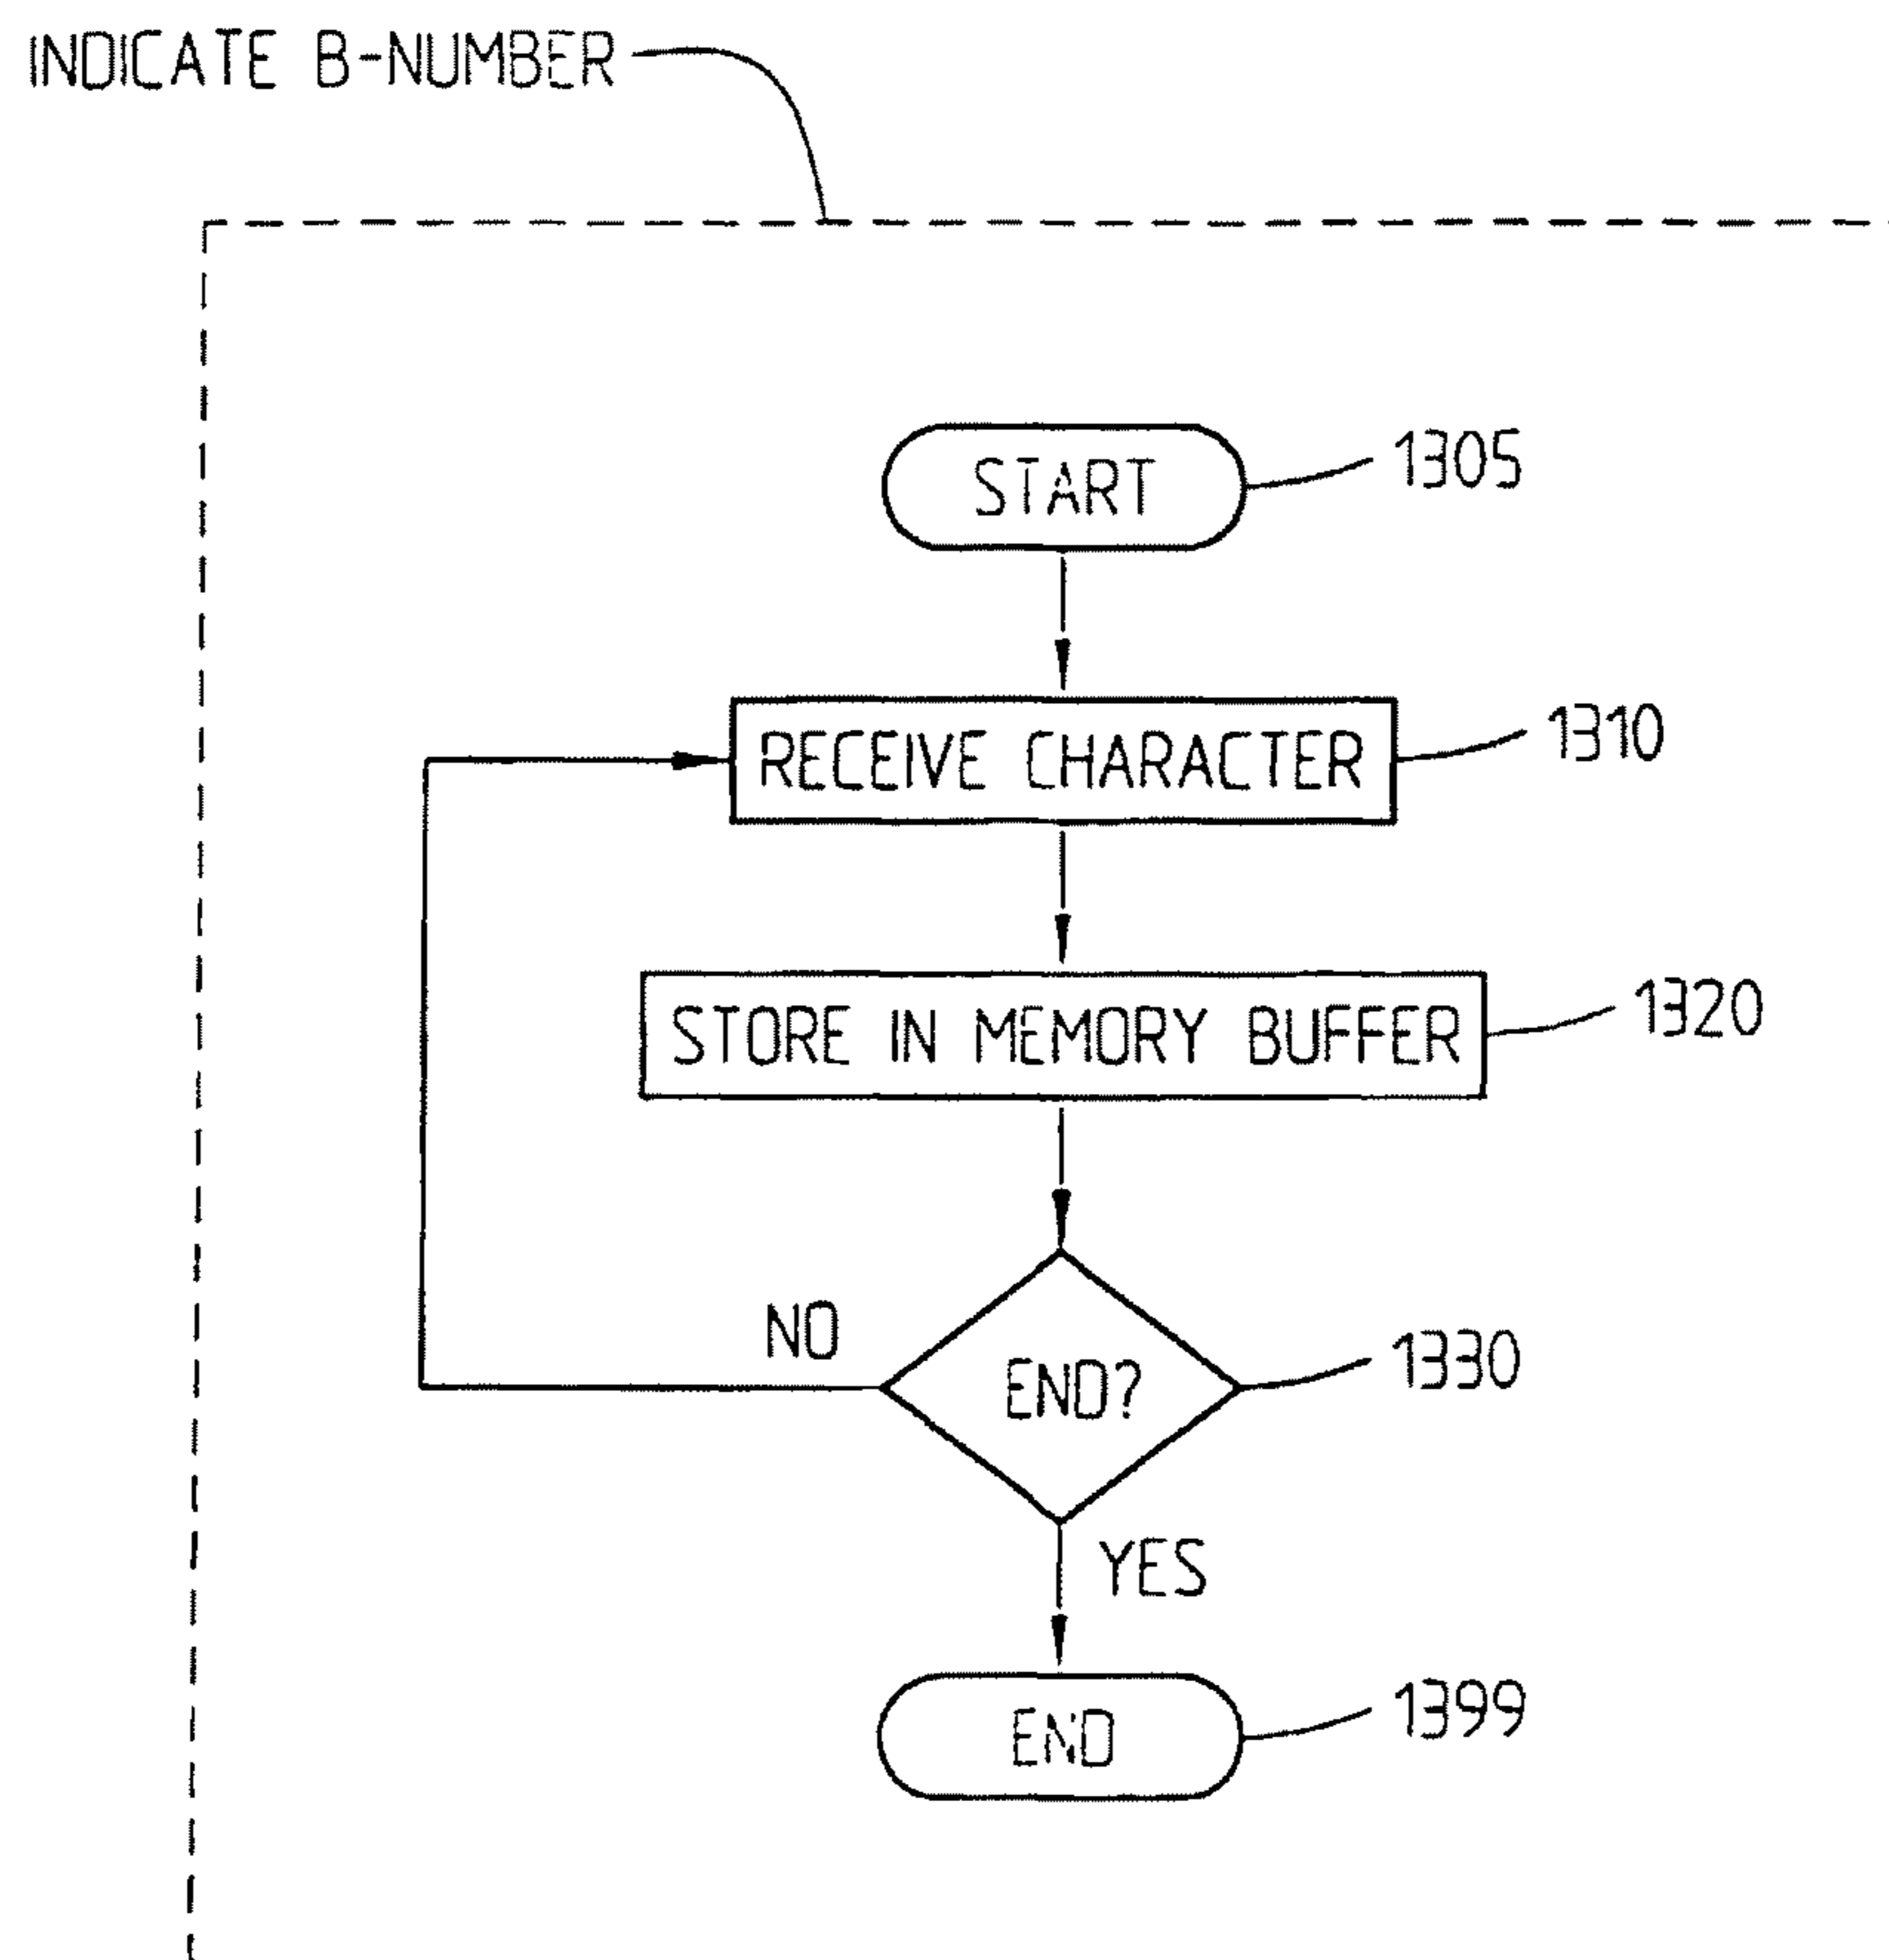 INDICATE B-NUMBER
START
1305
RECEIVE CHARACTER
1310
STORE IN MEMORY BUFFER
1320
NO
END?
1330
YES
END
1399